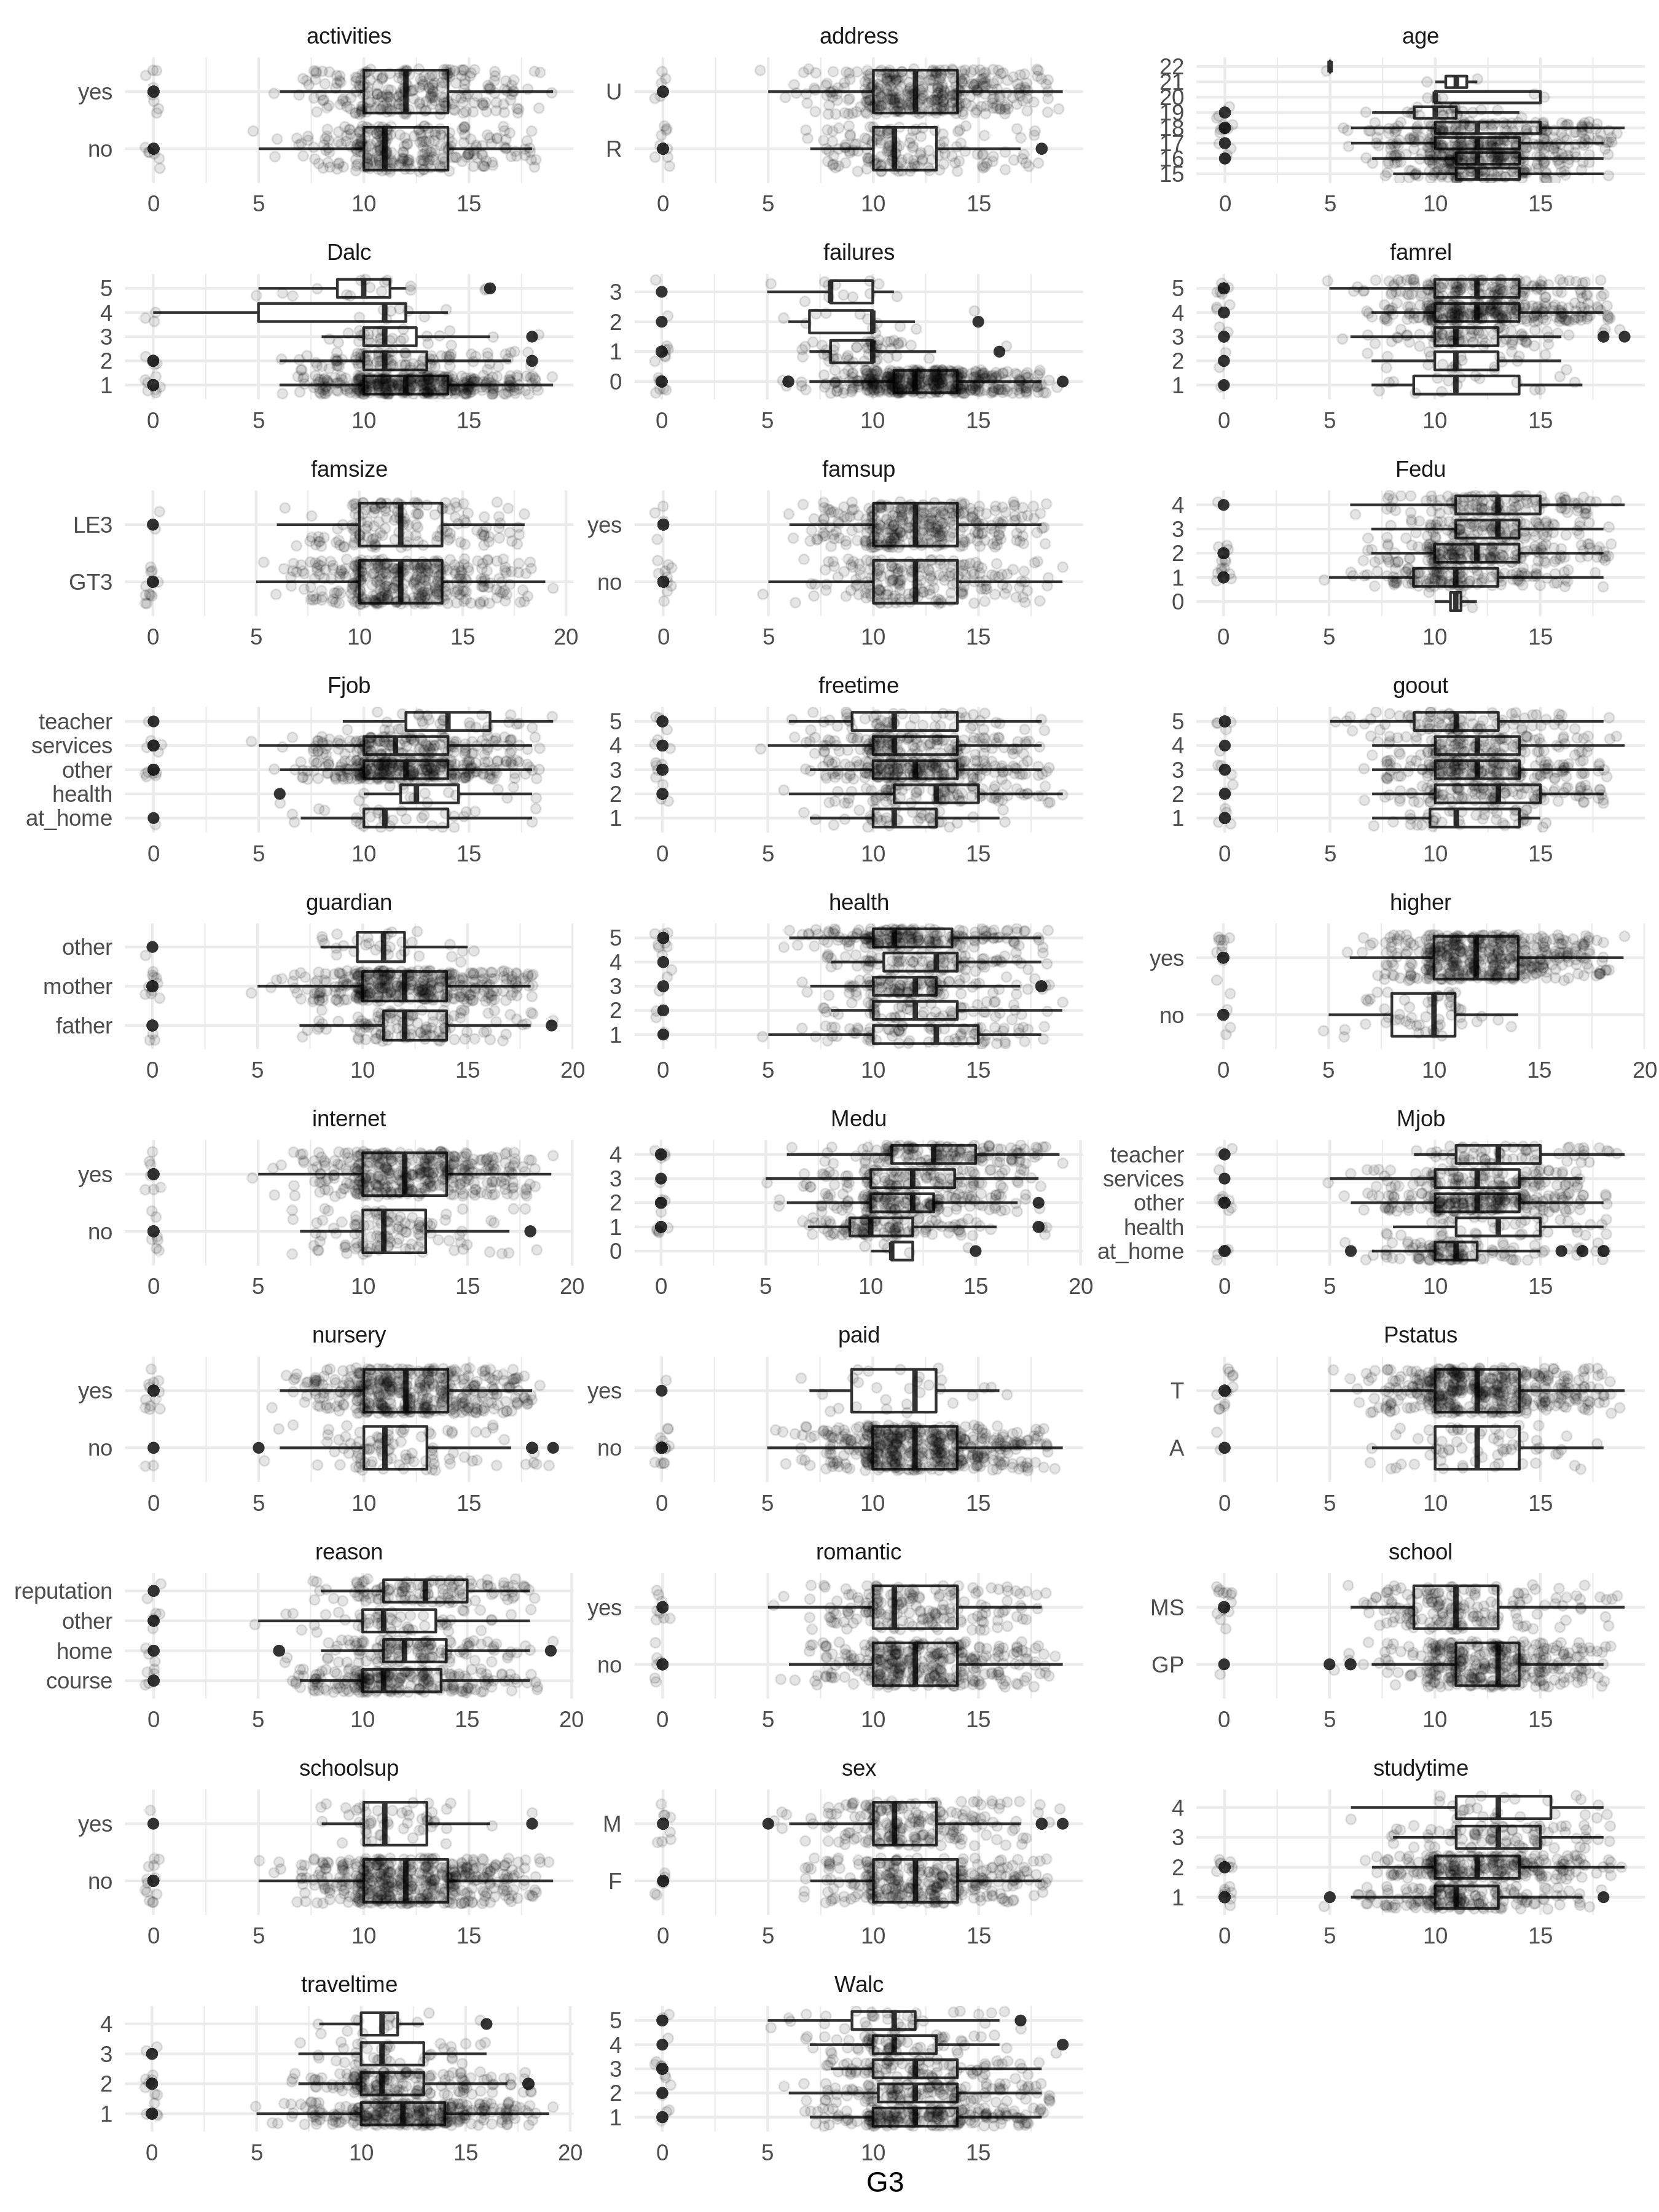 activities address age
yes
no
0 5 10 15
U
R
0 5 10 15
22
21
20
19
18
17
16
15
0 5 10 15
Dalc failures famrel
5
4
3
2
1
0 5 10 15
3
2
1
0
0 5 10 15
5
4
3
2
1
0 5 10 15
famsize famsup Fedu
LE3
GT3
0 5 10 15 20
yes
no
0 5 10 15
4
3
2
1
0
0 5 10 15
Fjob freetime goout
teacher
services
other
health
at_home
0 5 10 15
5
4
3
2
1
0 5 10 15
5
4
3
2
1
0 5 10 15
guardian health higher
other
mother
father
0 5 10 15 20
5
4
3
2
1
0 5 10 15
yes
no
0 5 10 15 20
internet Medu Mjob
yes
no
0 5 10 15 20
4
3
2
1
0
0 5 10 15 20
teacher
services
other
health
at_home
0 5 10 15
nursery paid Pstatus
yes
no
0 5 10 15
yes
no
0 5 10 15
T
A
0 5 10 15
reason romantic school
reputation
other
home
course
0 5 10 15 20
yes
no
0 5 10 15
MS
GP
0 5 10 15
schoolsup sex studytime
yes
no
0 5 10 15
M
F
0 5 10 15
4
3
2
1
0 5 10 15
traveltime Walc
4
3
2
1
0 5 10 15 20
5
4
3
2
1
0 5 10 15
G3